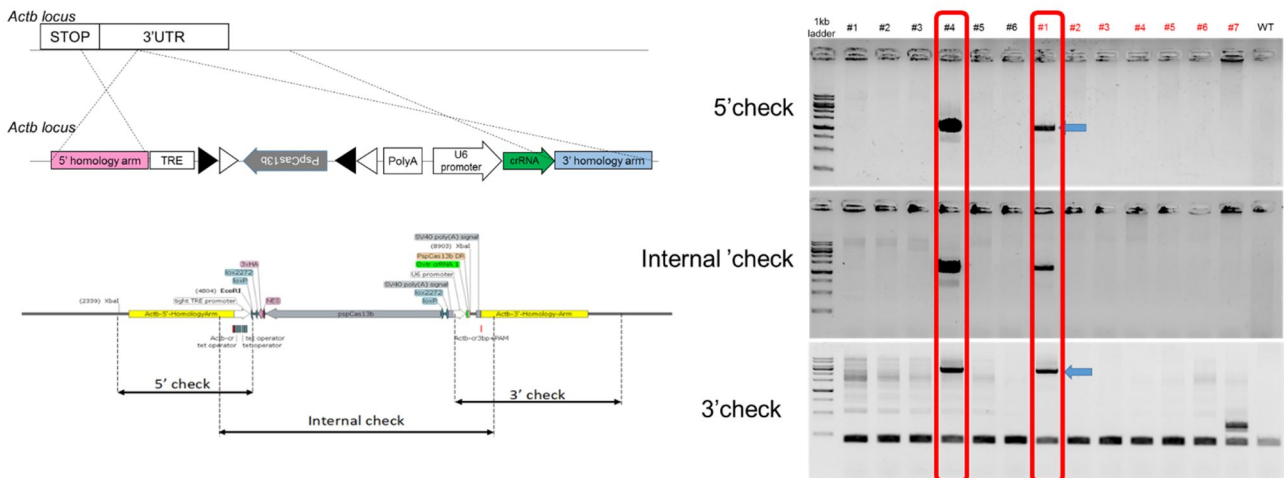 Actb locus
STOP
3'UTR
Actb locus
5' homology arm
TRE
PspCas13b
PolyA
U6
promoter
crRNA
3' homology arm
SV40 poly(A) signal
(8903) XbaI
PspCas13b DR
U6 promoter
SV40 poly(A) signal
lox2272
loxP
3xHA
lox2272
loxP
(4804) EcoRI
tight TRE promoter
NES
(2339) XbaI
Actb-5'-HomologyArm
pspCas13b
Actb-3'-Homology-Arm
Actb-cr
tet operator
tet operator
tetoperator
Actb-cr3bp+PAM
5' check
3' check
Internal check
1kb
ladder
#1 #2 #3 #4 #5 #6 #1 #2 #3 #4 #5 #6 #7 WT
5'check
Internal 'check
3'check